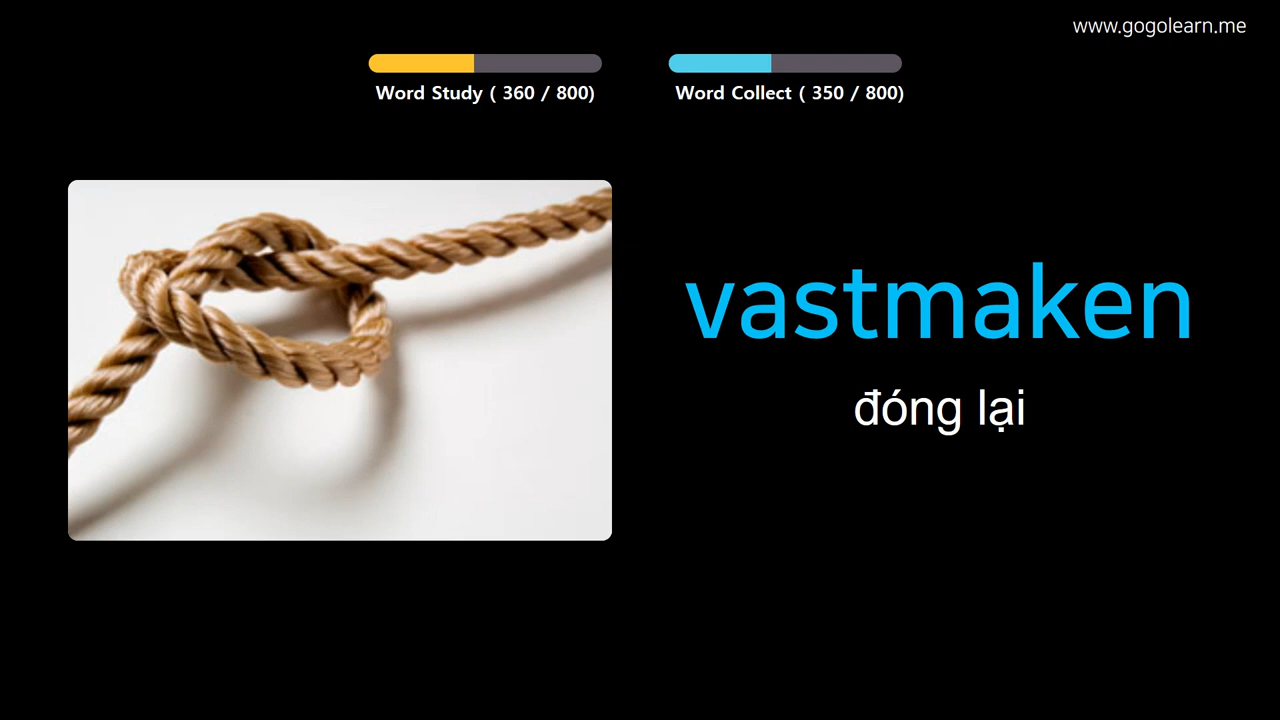 www.gogolearn.me
Word Study ( 360 / 800)
Word Collect ( 350 / 800)
vastmaken
đóng lại